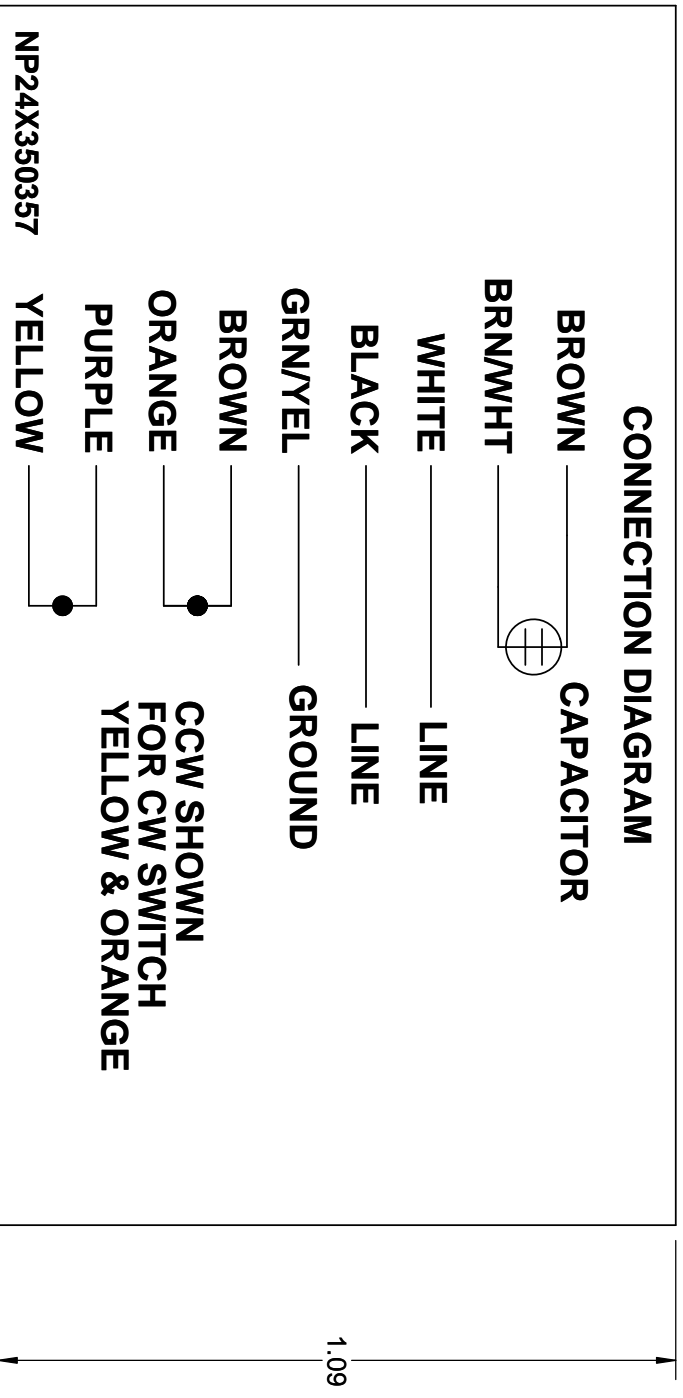 CONNECTION DIAGRAM
BROWN
CAPACITOR
BRN/WHT
WHITE LINE
BLACK LINE
GRN/YEL GROUND
BROWN
ORANGE
PURPLE
YELLOW
CCW SHOWN
FOR CW SWITCH
YELLOW & ORANGE
NP24X350357
1.09